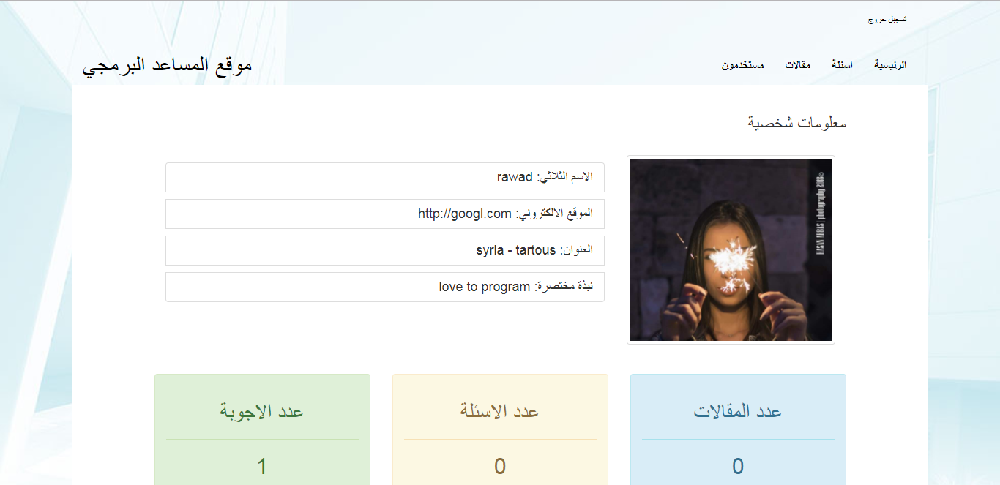 تسجيل خروج
الرئيسية اسئلة مقالات مستخدمون
موقع المساعد البرمجي
معلومات شخصية
HASAN ABBAS | photography 2018©
الاسم الثلاثي: rawad
الموقع الالكتروني: http://googl.com
العنوان: syria - tartous
نبذة مختصرة: love to program
عدد المقالات
0
عدد الاسئلة
0
عدد الاجوبة
1